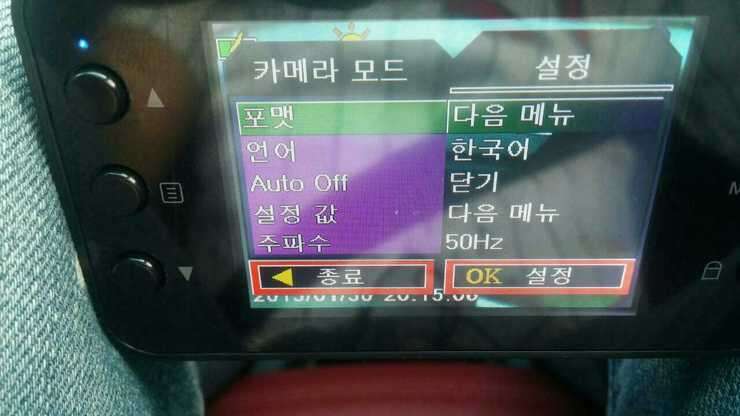 카메라 모드 설정
포맷 다음 메뉴
언어 한국어
Auto Off 닫기
설정 값 다음 메뉴
주파수 50Hz
종료 OK 설정